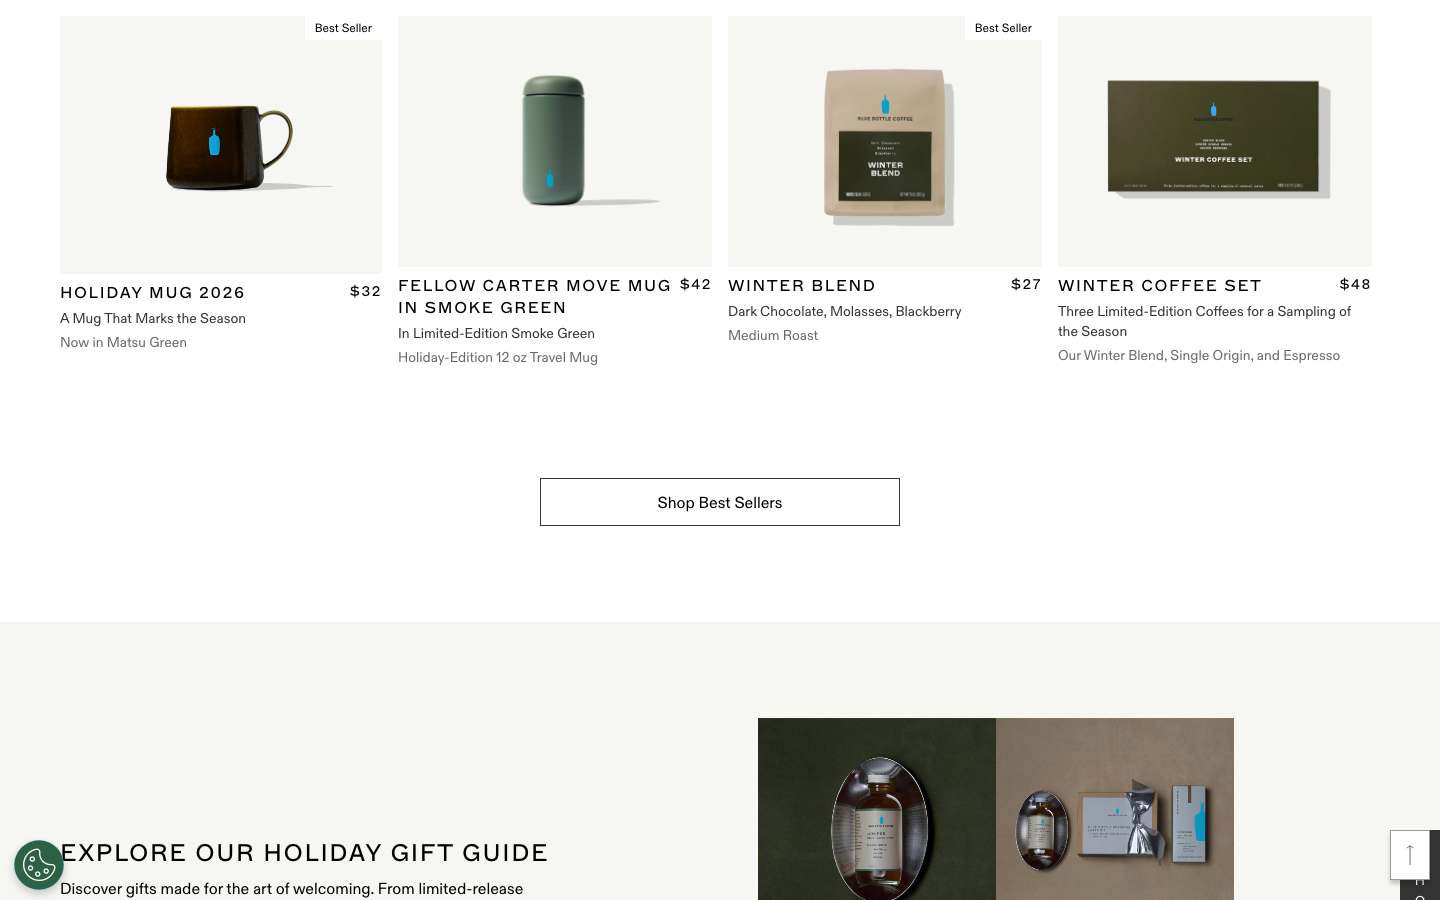 Best Seller
Best Seller
BLUE BOTTLE COFFEE
WINTER
BLEND
WINTER COFFEE SET
HOLIDAY MUG 2026
$32
A Mug That Marks the Season
Now in Matsu Green
FELLOW CARTER MOVE MUG
IN SMOKE GREEN
$42
In Limited-Edition Smoke Green
Holiday-Edition 12 oz Travel Mug
WINTER BLEND
$27
Dark Chocolate, Molasses, Blackberry
Medium Roast
WINTER COFFEE SET
$48
Three Limited-Edition Coffees for a Sampling of
the Season
Our Winter Blend, Single Origin, and Espresso
Shop Best Sellers
EXPLORE OUR HOLIDAY GIFT GUIDE
Discover gifts made for the art of welcoming. From limited-release